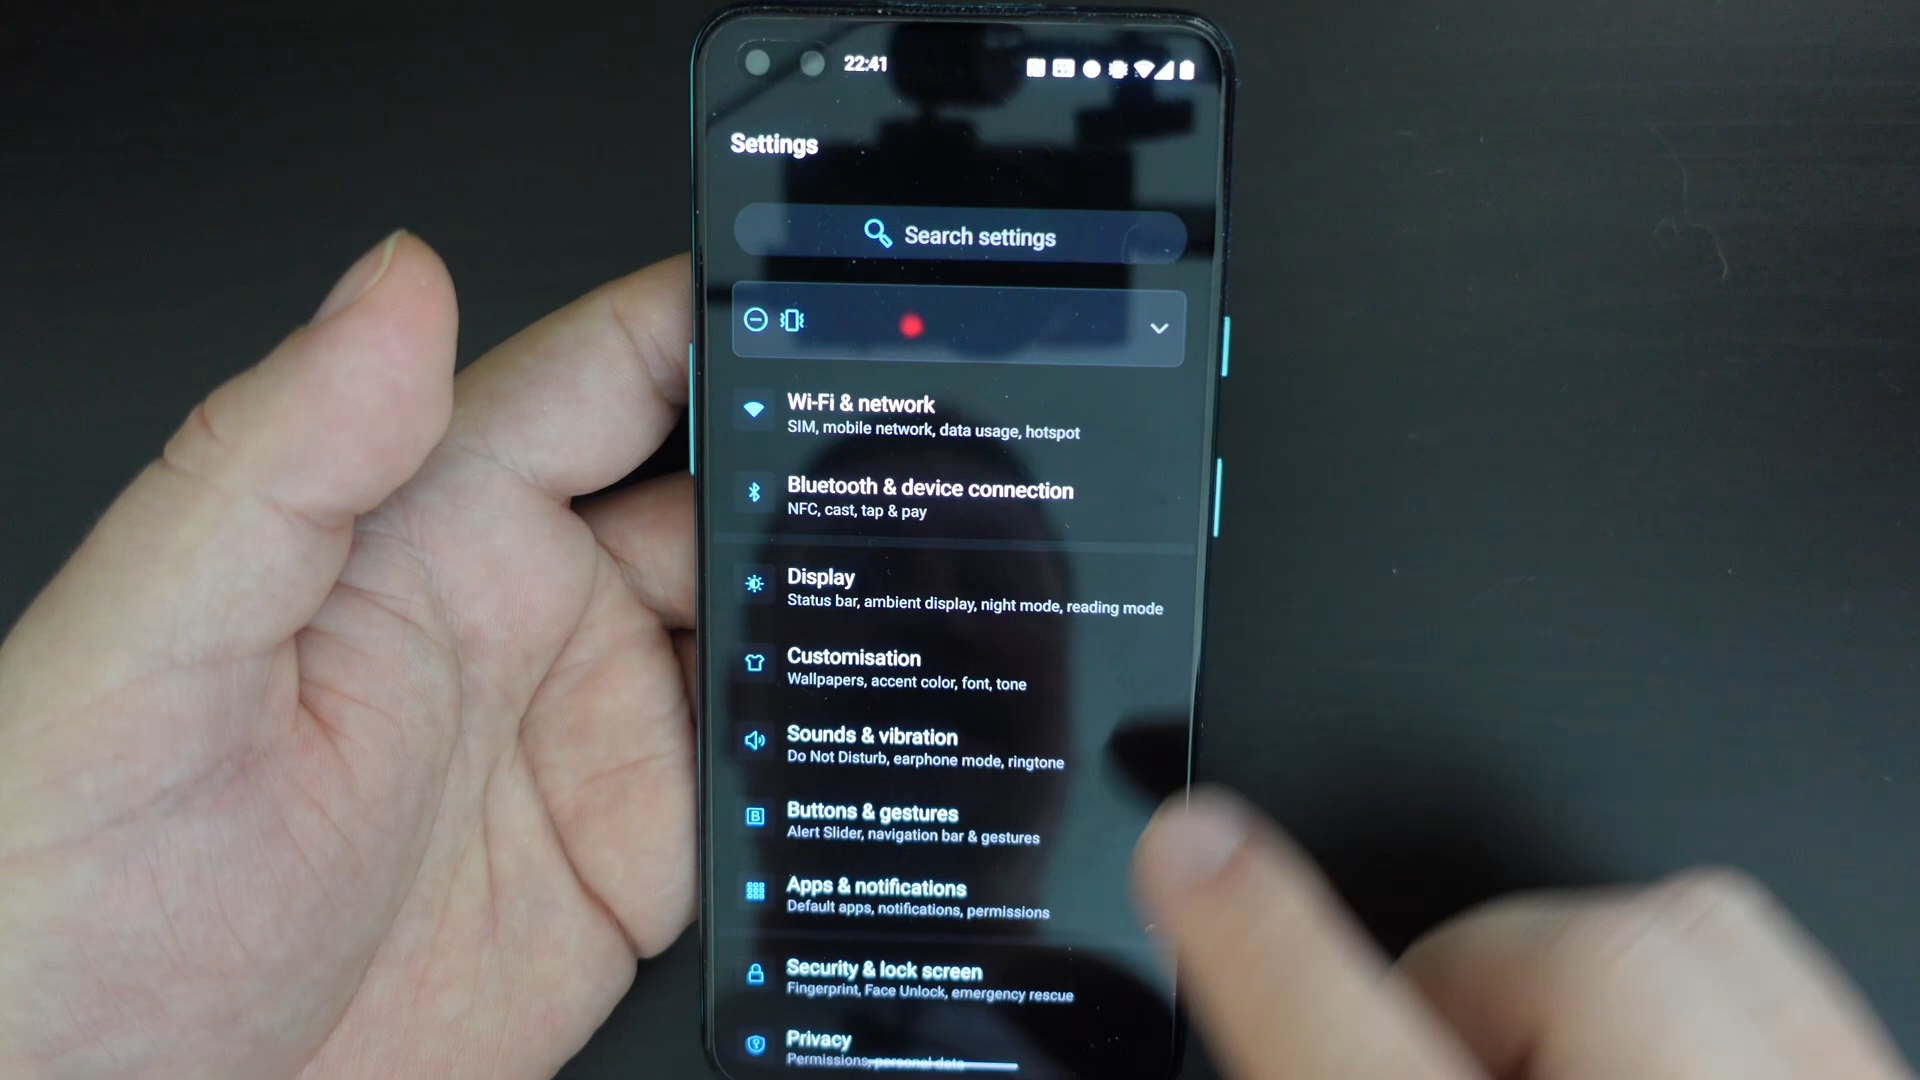 22:41
Settings
Search settings
Wi-Fi & network
SIM, mobile network, data usage, hotspot
Bluetooth & device connection
NFC, cast, tap & pay
Display
Status bar, ambient display, night mode, reading mode
Customisation
Wallpapers, accent color, font, tone
Sounds & vibration
Do Not Disturb, earphone mode, ringtone
Buttons & gestures
Alert Slider, navigation bar & gestures
Apps & notifications
Default apps, notifications, permissions
Security & lock screen
Fingerprint, Face Unlock, emergency rescue
Privacy
Permissions, personal data